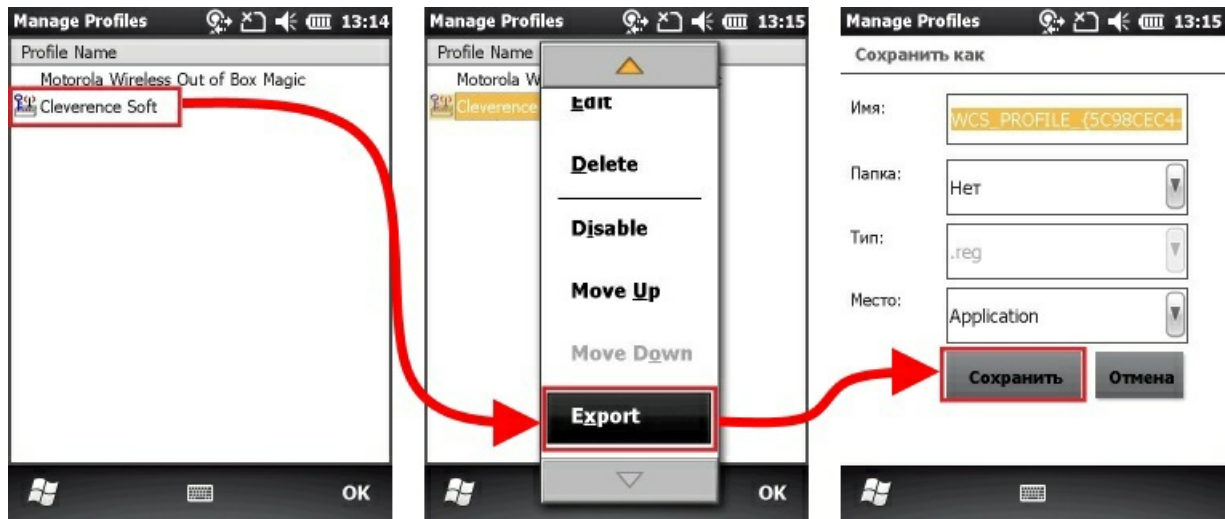 Manage Profiles 13:14
Profile Name
Motorola Wireless Out of Box Magic
Cleverence Soft
OK
Manage Profiles 13:15
Profile Name
Motorola W
Cleverence
Edit
Delete
Disable
Move Up
Move Down
Export
OK
Manage Profiles 13:15
Сохранить как
Имя: WCS_PROFILE_{5C98CEC4-
Папка: Нет
Тип: .reg
Место: Application
Сохранить Отмена